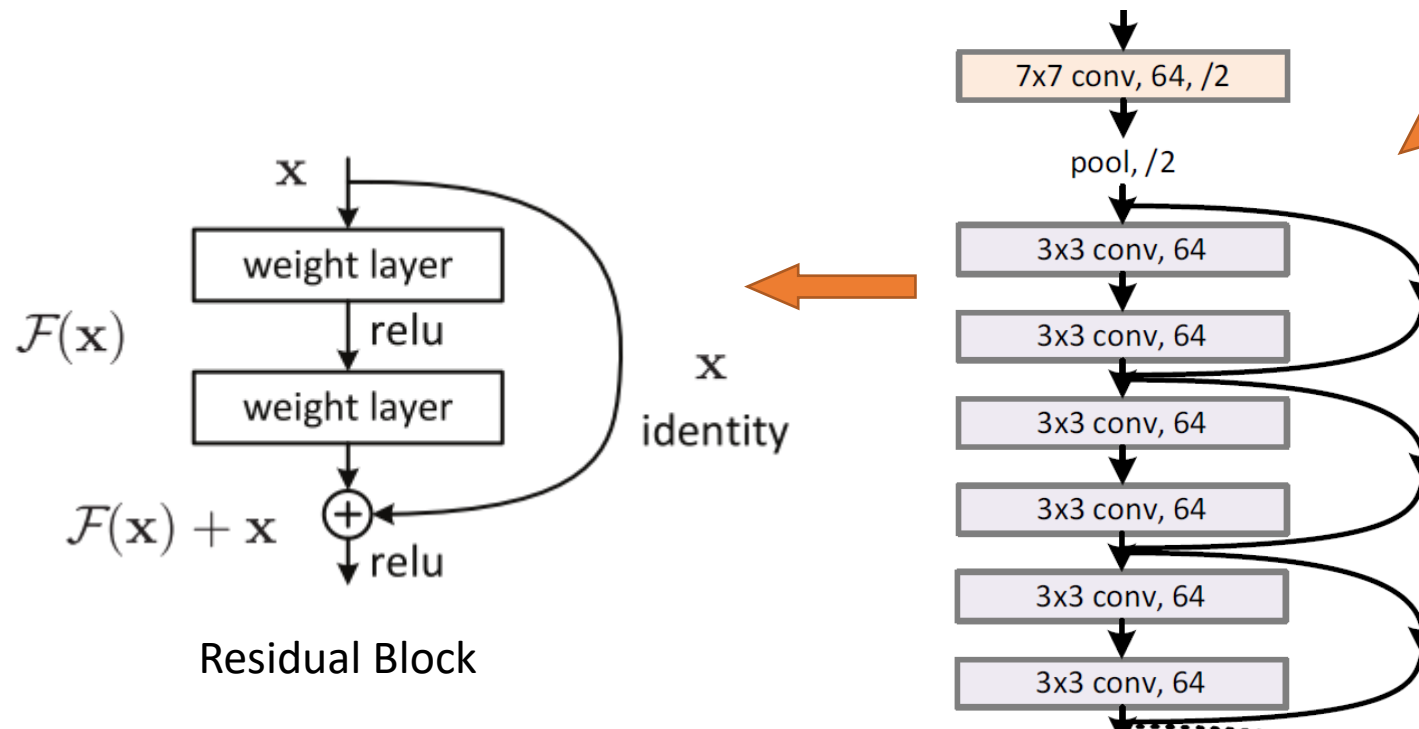 x
weight layer
F(x)
relu
weight layer
x
identity
F(x) + x
+
relu
Residual Block
7x7 conv, 64, /2
pool, /2
3x3 conv, 64
3x3 conv, 64
3x3 conv, 64
3x3 conv, 64
3x3 conv, 64
3x3 conv, 64